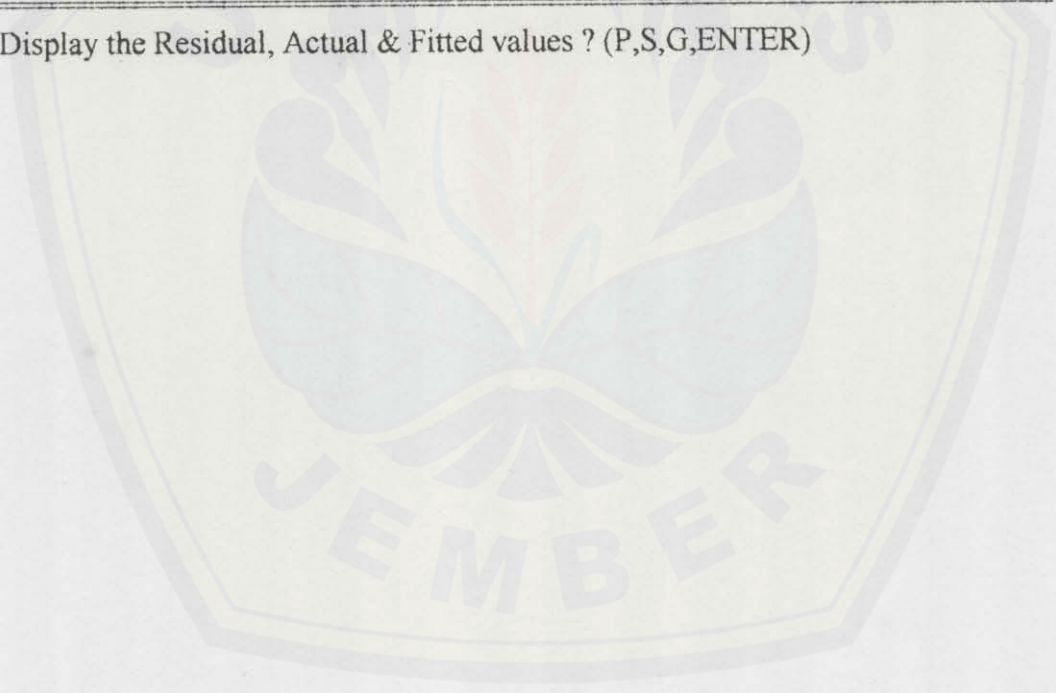 Display the Residual, Actual & Fitted values ? (P,S,G,ENTER)
JEMBER